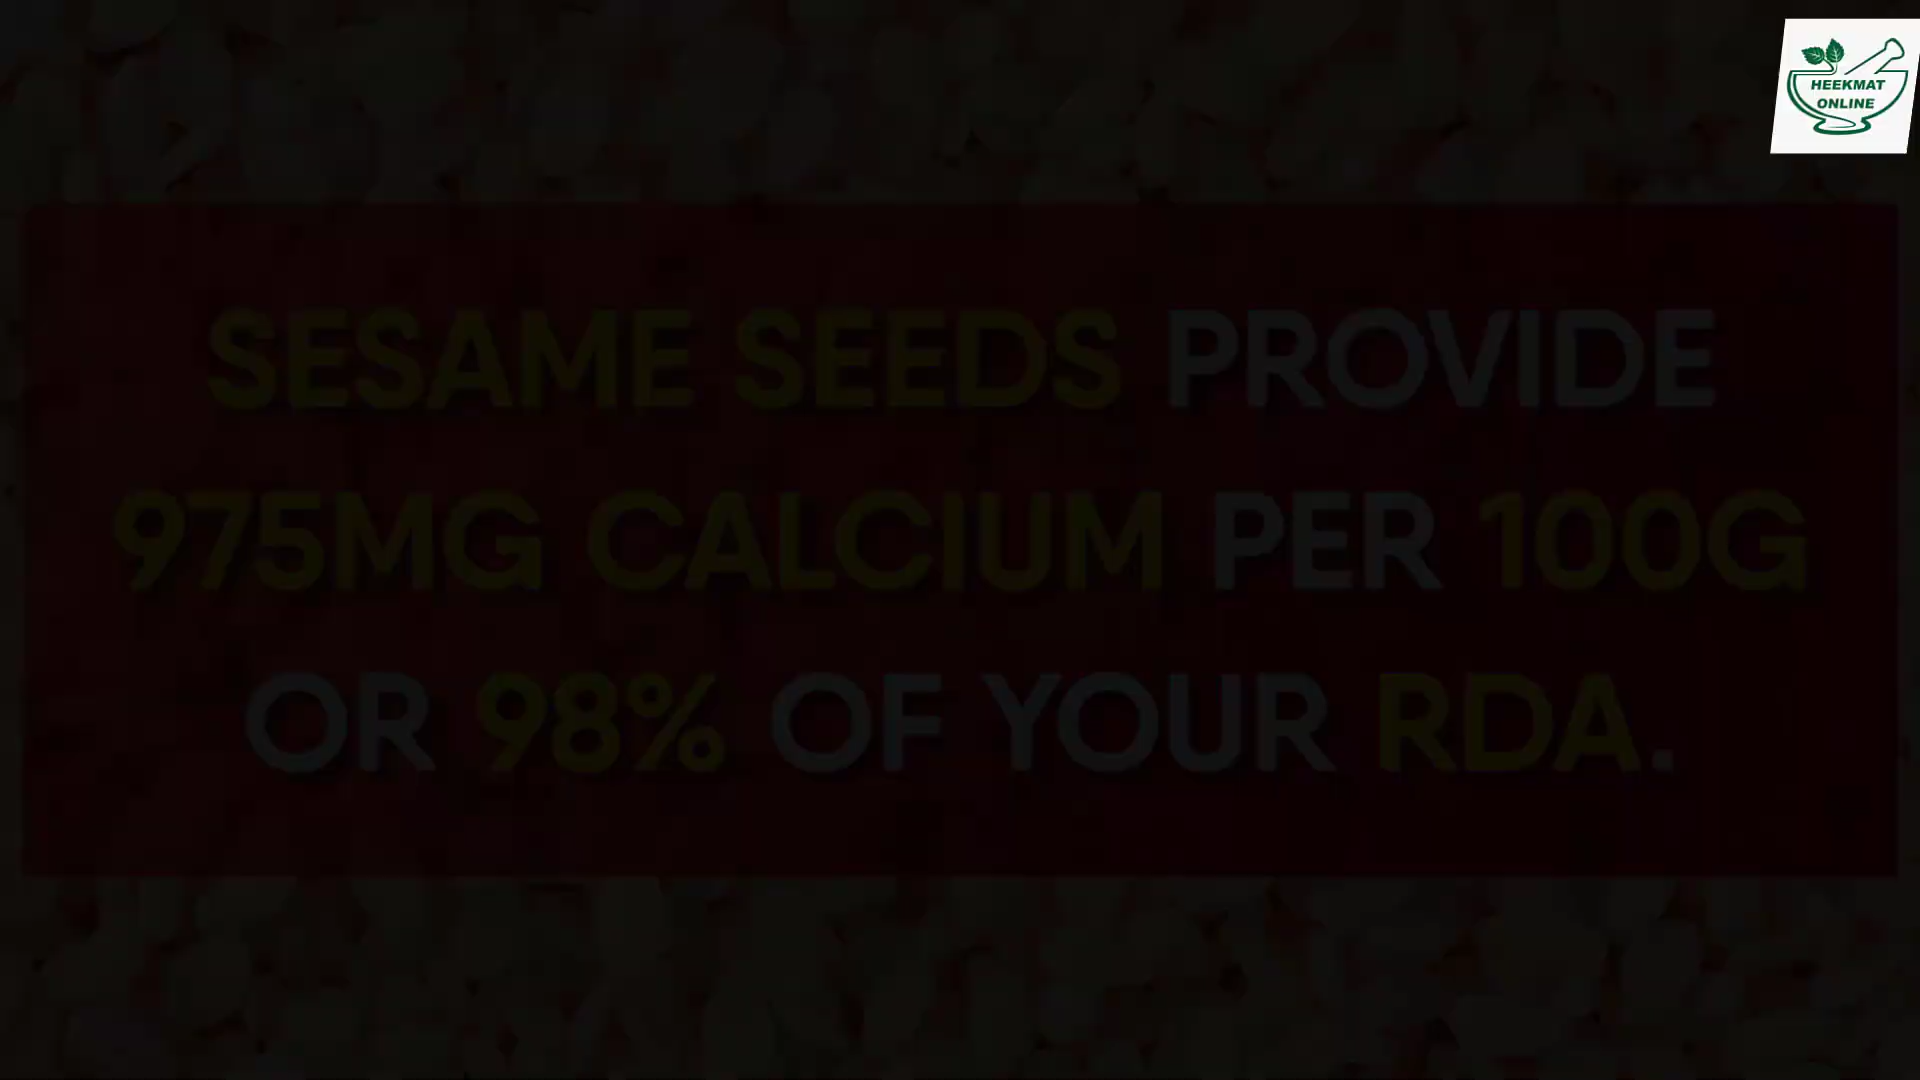 HEEKMAT
ONLINE
SESAME SEEDS PROVIDE
975MG CALCIUM PER 100G
OR 98% OF YOUR RDA.